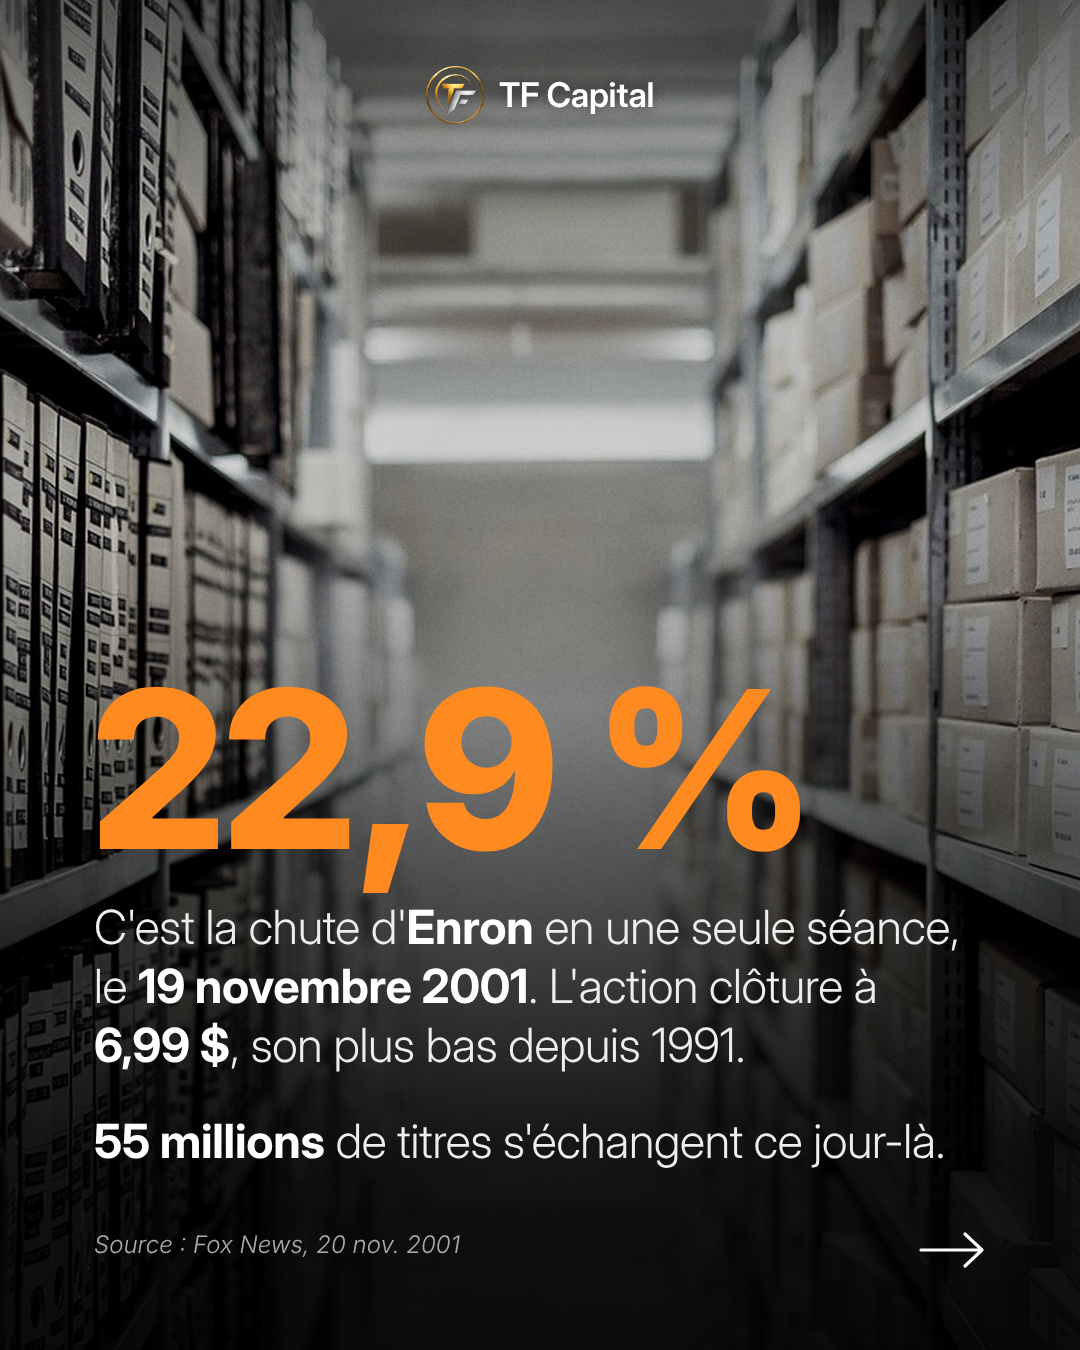 TF Capital
22,9 %
C'est la chute d'Enron en une seule séance,
le 19 novembre 2001. L'action clôture à
6,99 $, son plus bas depuis 1991.
55 millions de titres s'échangent ce jour-là.
Source : Fox News, 20 nov. 2001